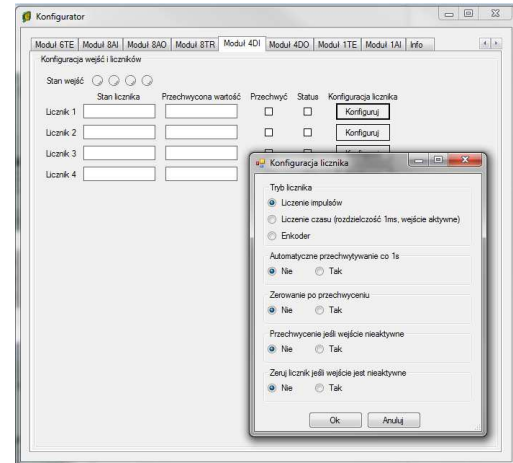 Konfigurator
Moduł 6TE Moduł 8AI Moduł 8AO Moduł 8TR Moduł 4DI Moduł 4DO Moduł 1TE Moduł 1AI Info
Konfiguracja wejść i liczników
Stan wejść
Stan licznika Przechwycona wartość Przechwyć Status Konfiguracja licznika
Licznik 1 Konfiguruj
Licznik 2 Konfiguruj
Licznik 3
Licznik 4
Konfiguracja licznika
Tryb licznika
Liczenie impulsów
Liczenie czasu (rozdzielczość 1ms, wejście aktywne)
Enkoder
Automatyczne przechwytywanie co 1s
Nie Tak
Zerowanie po przechwyceniu
Nie Tak
Przechwycenie jeśli wejście nieaktywne
Nie Tak
Zeruj licznik jeśli wejście jest nieaktywne
Nie Tak
Ok Anuluj